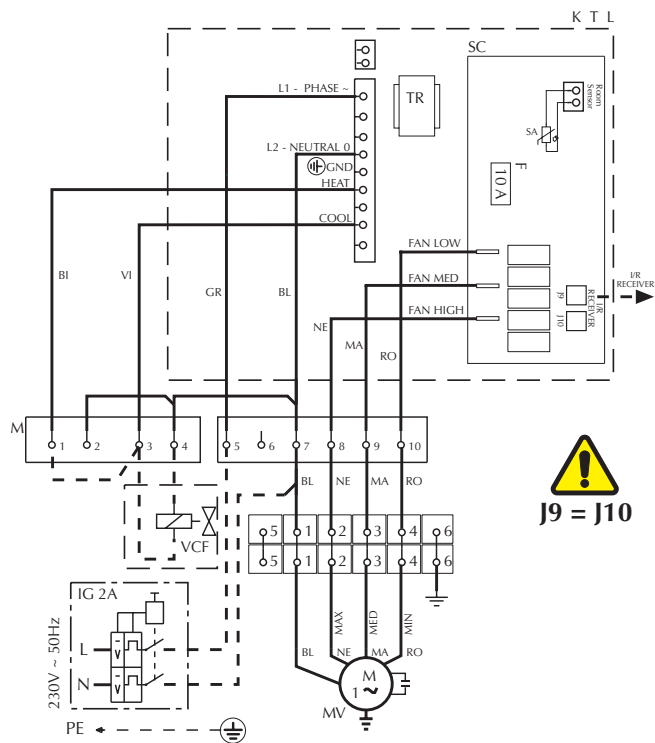 K T L
SC
L1 - PHASE ~
TR
Room
Sensor
SA
L2 - NEUTRAL 0
GND
HEAT
F
10 A
COOL
FAN LOW
FAN MED
FAN HIGH
J9
J10
I/R
RECEIVER
I/R
RECEIVER
BI
VI
GR
BL
NE
MA
RO
M
1
2
3
4
5
6
7
8
9
10
BL
NE
MA
RO
J9 = J10
VCF
5
1
2
3
4
6
5
1
2
3
4
6
IG 2A
230V ~ 50Hz
L
N
MAX
MED
MIN
BL
NE
MA
RO
M
1 ~
MV
PE